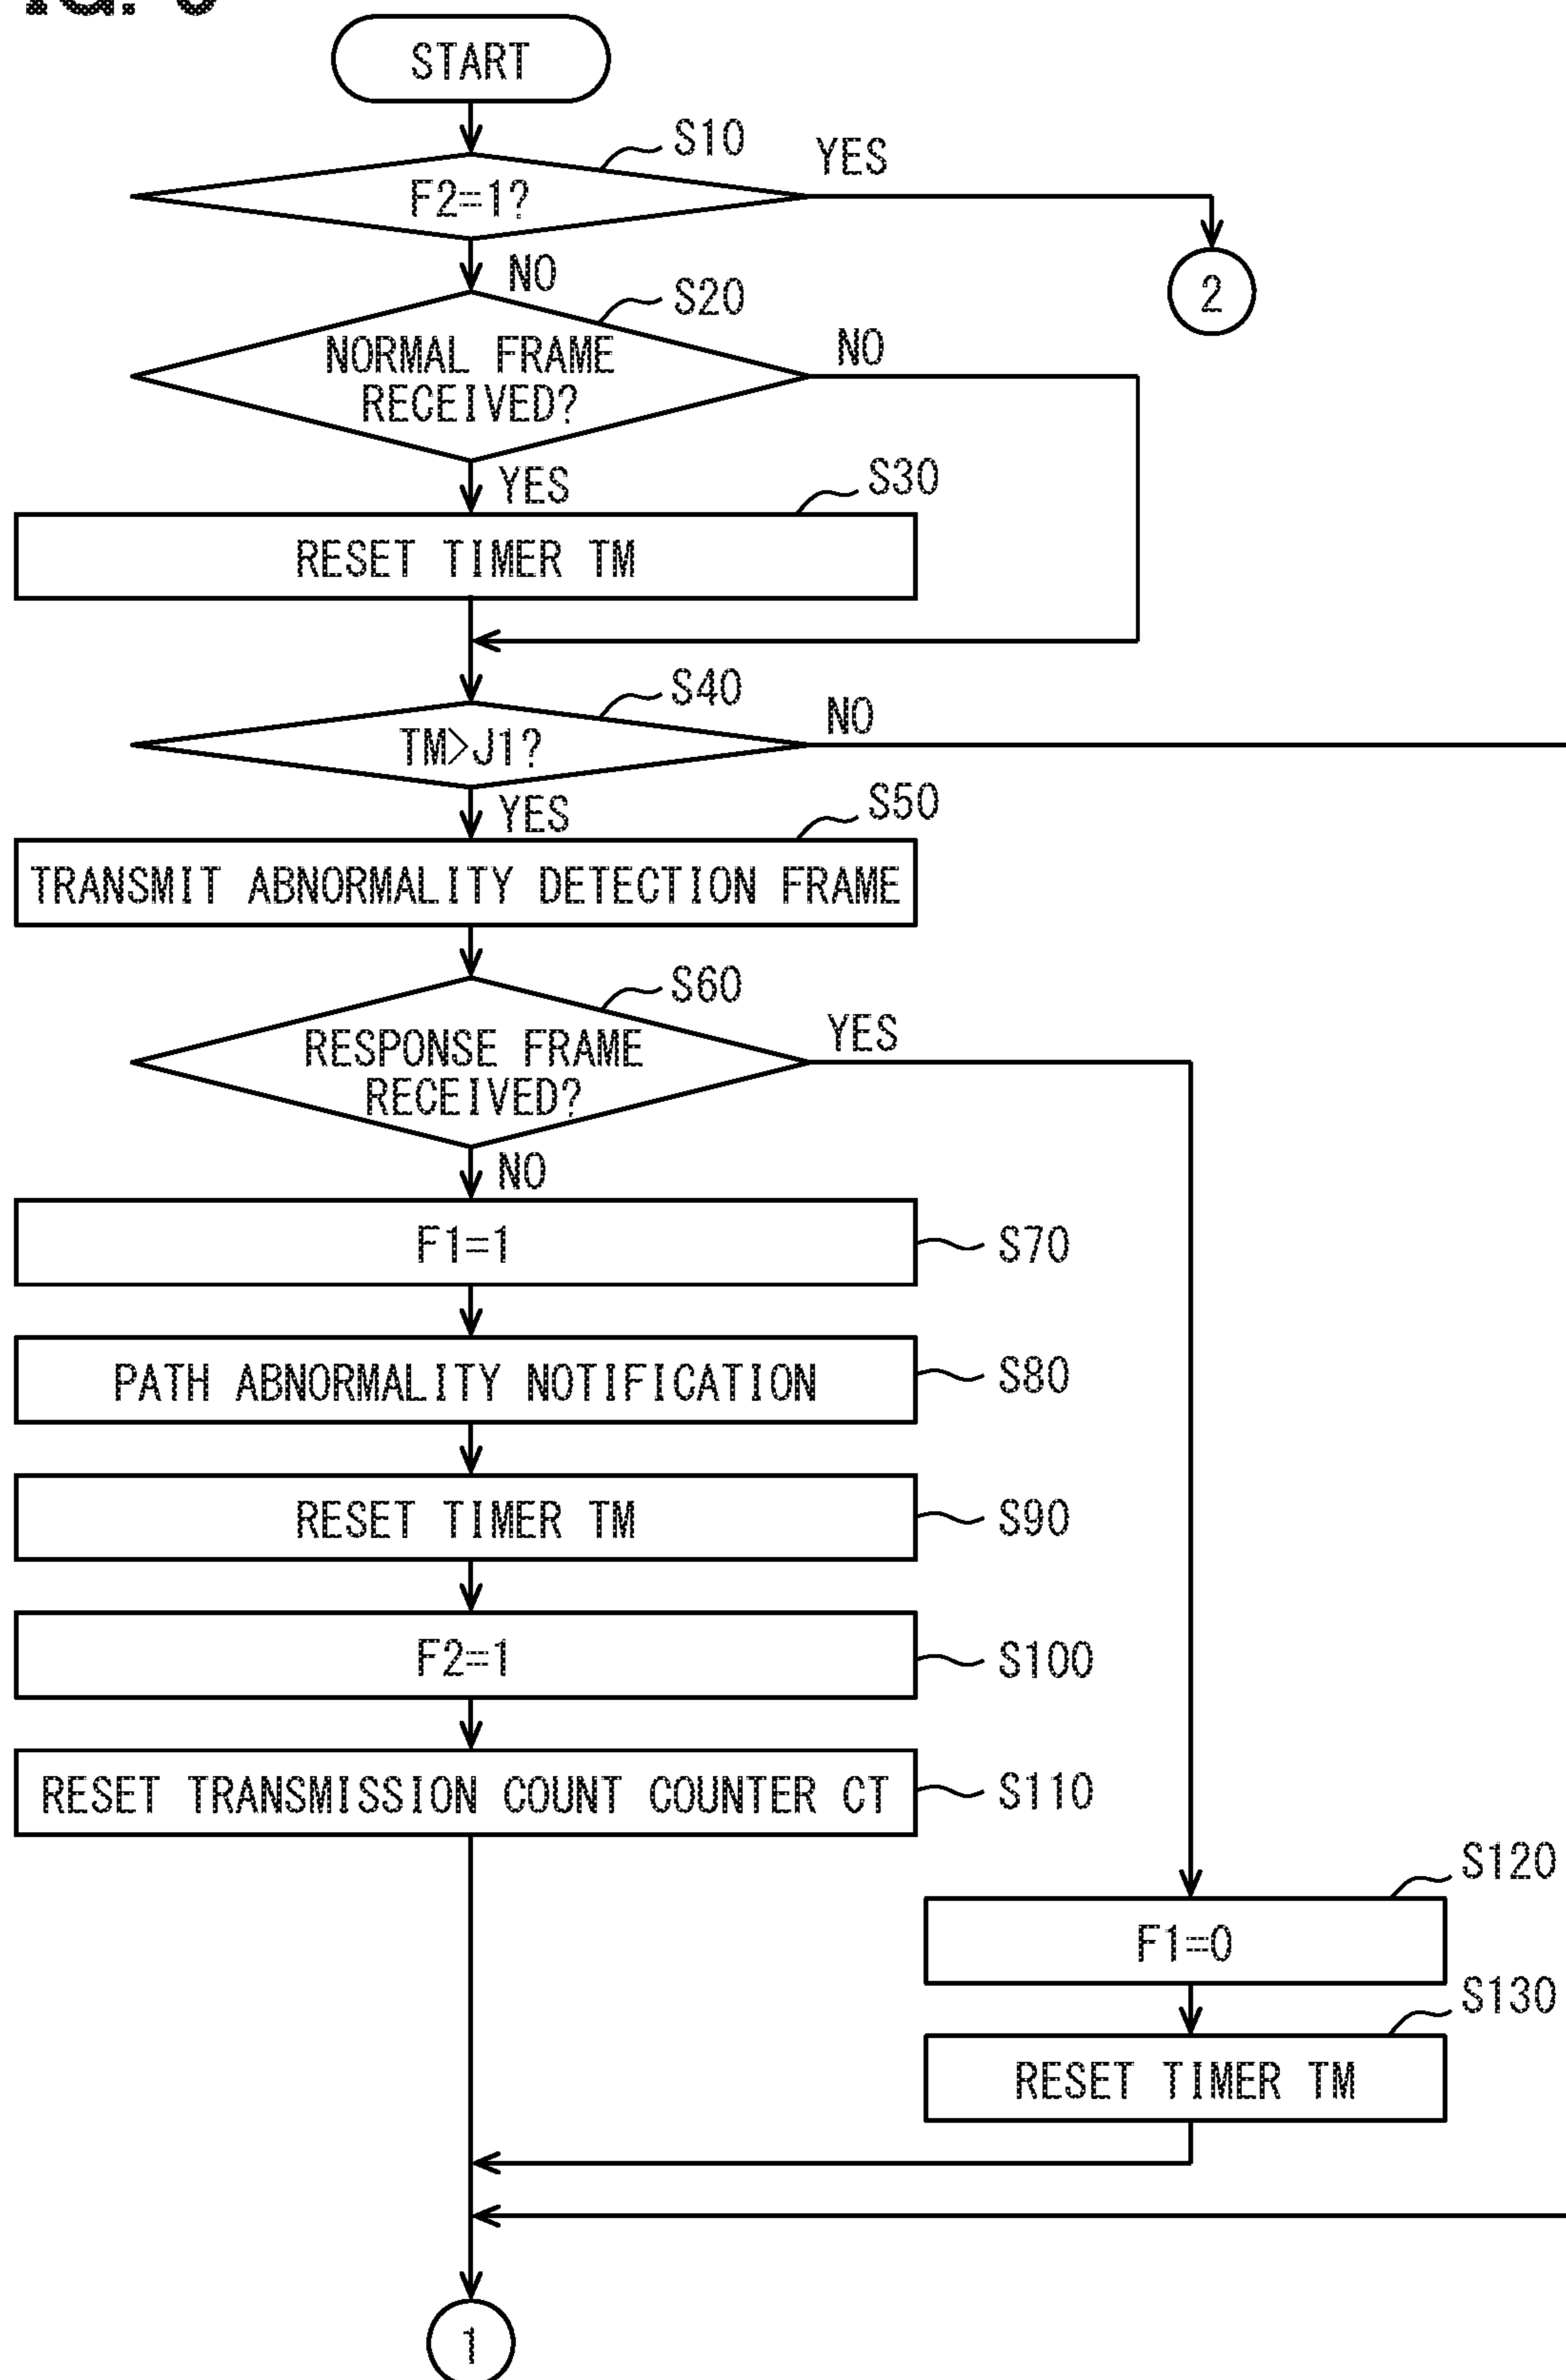 START
S10
YES
F2=1?
2
NO
S20
NORMAL FRAME
RECEIVED?
NO
YES
S30
RESET TIMER TM
S40
NO
TM>J1?
YES
S50
TRANSMIT ABNORMALITY DETECTION FRAME
S60
YES
RESPONSE FRAME
RECEIVED?
NO
F1=1
S70
PATH ABNORMALITY NOTIFICATION
S80
RESET TIMER TM
S90
F2=1
S100
RESET TRANSMISSION COUNT COUNTER CT
S110
S120
F1=0
S130
RESET TIMER TM
1